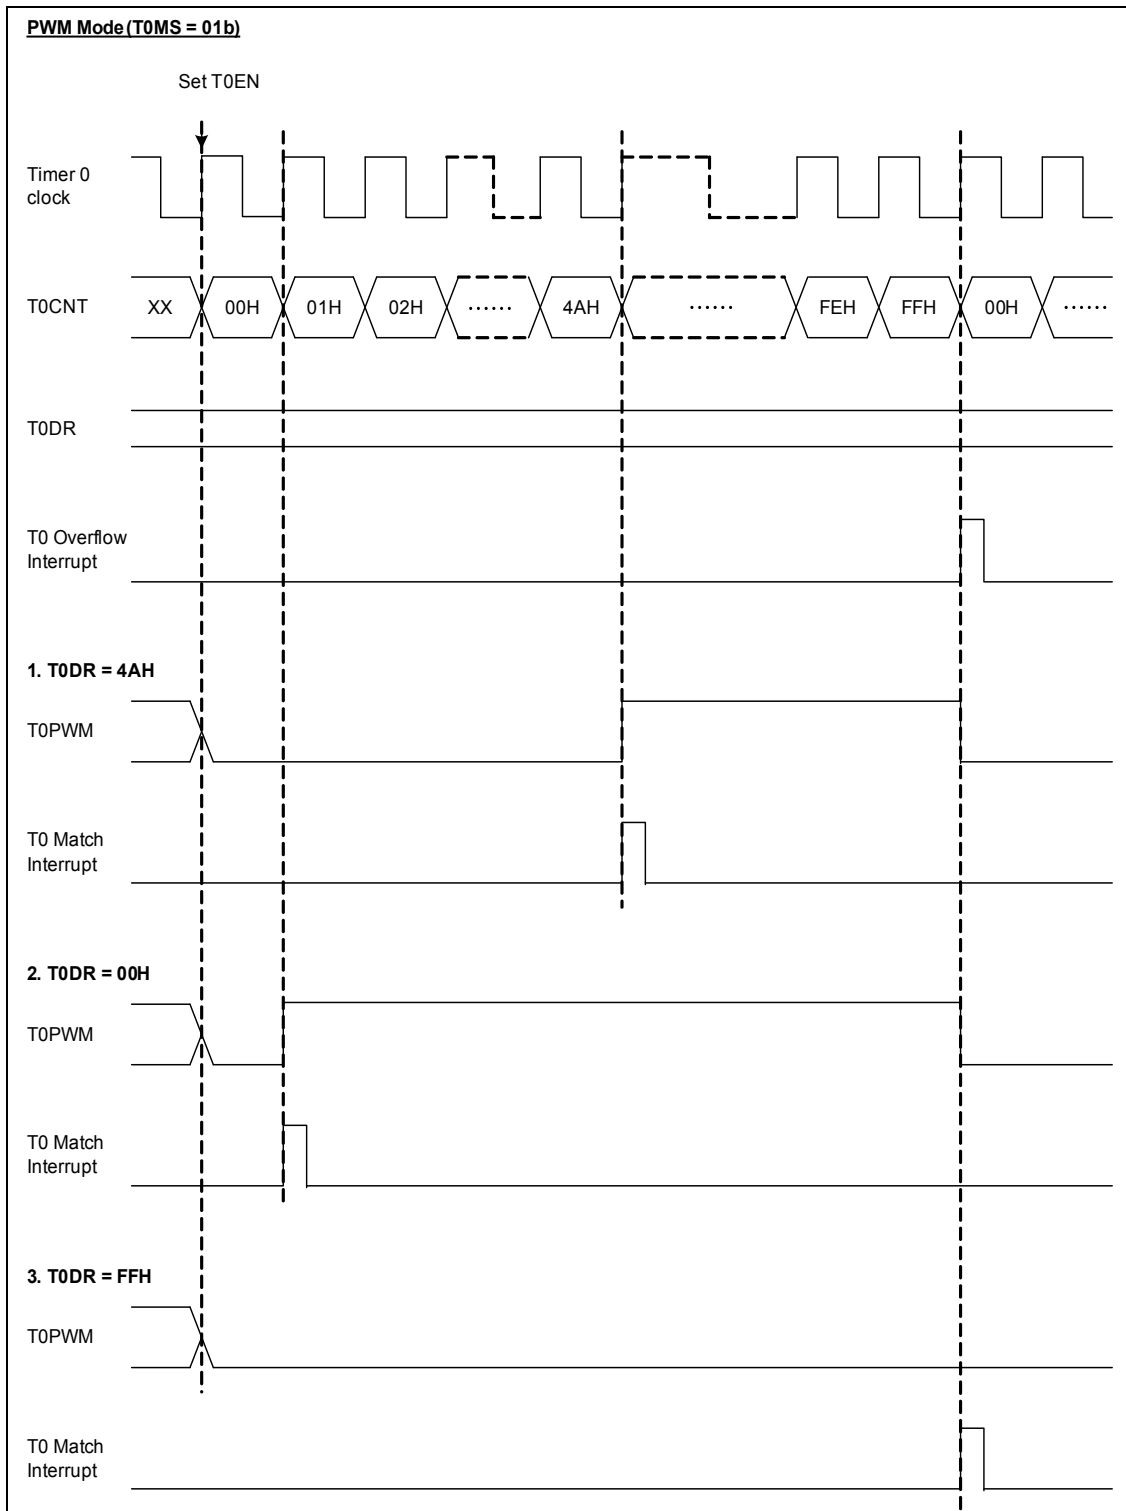 PWM Mode(T0MS = 01b)
Set T0EN
Timer 0
clock
T0CNT XX 00H 01H 02H ...... 4AH ...... FEH FFH 00H ......
T0DR
T0 Overflow
Interrupt
1. T0DR = 4AH
T0PWM
T0 Match
Interrupt
2. T0DR = 00H
T0PWM
T0 Match
Interrupt
3. T0DR = FFH
T0PWM
T0 Match
Interrupt